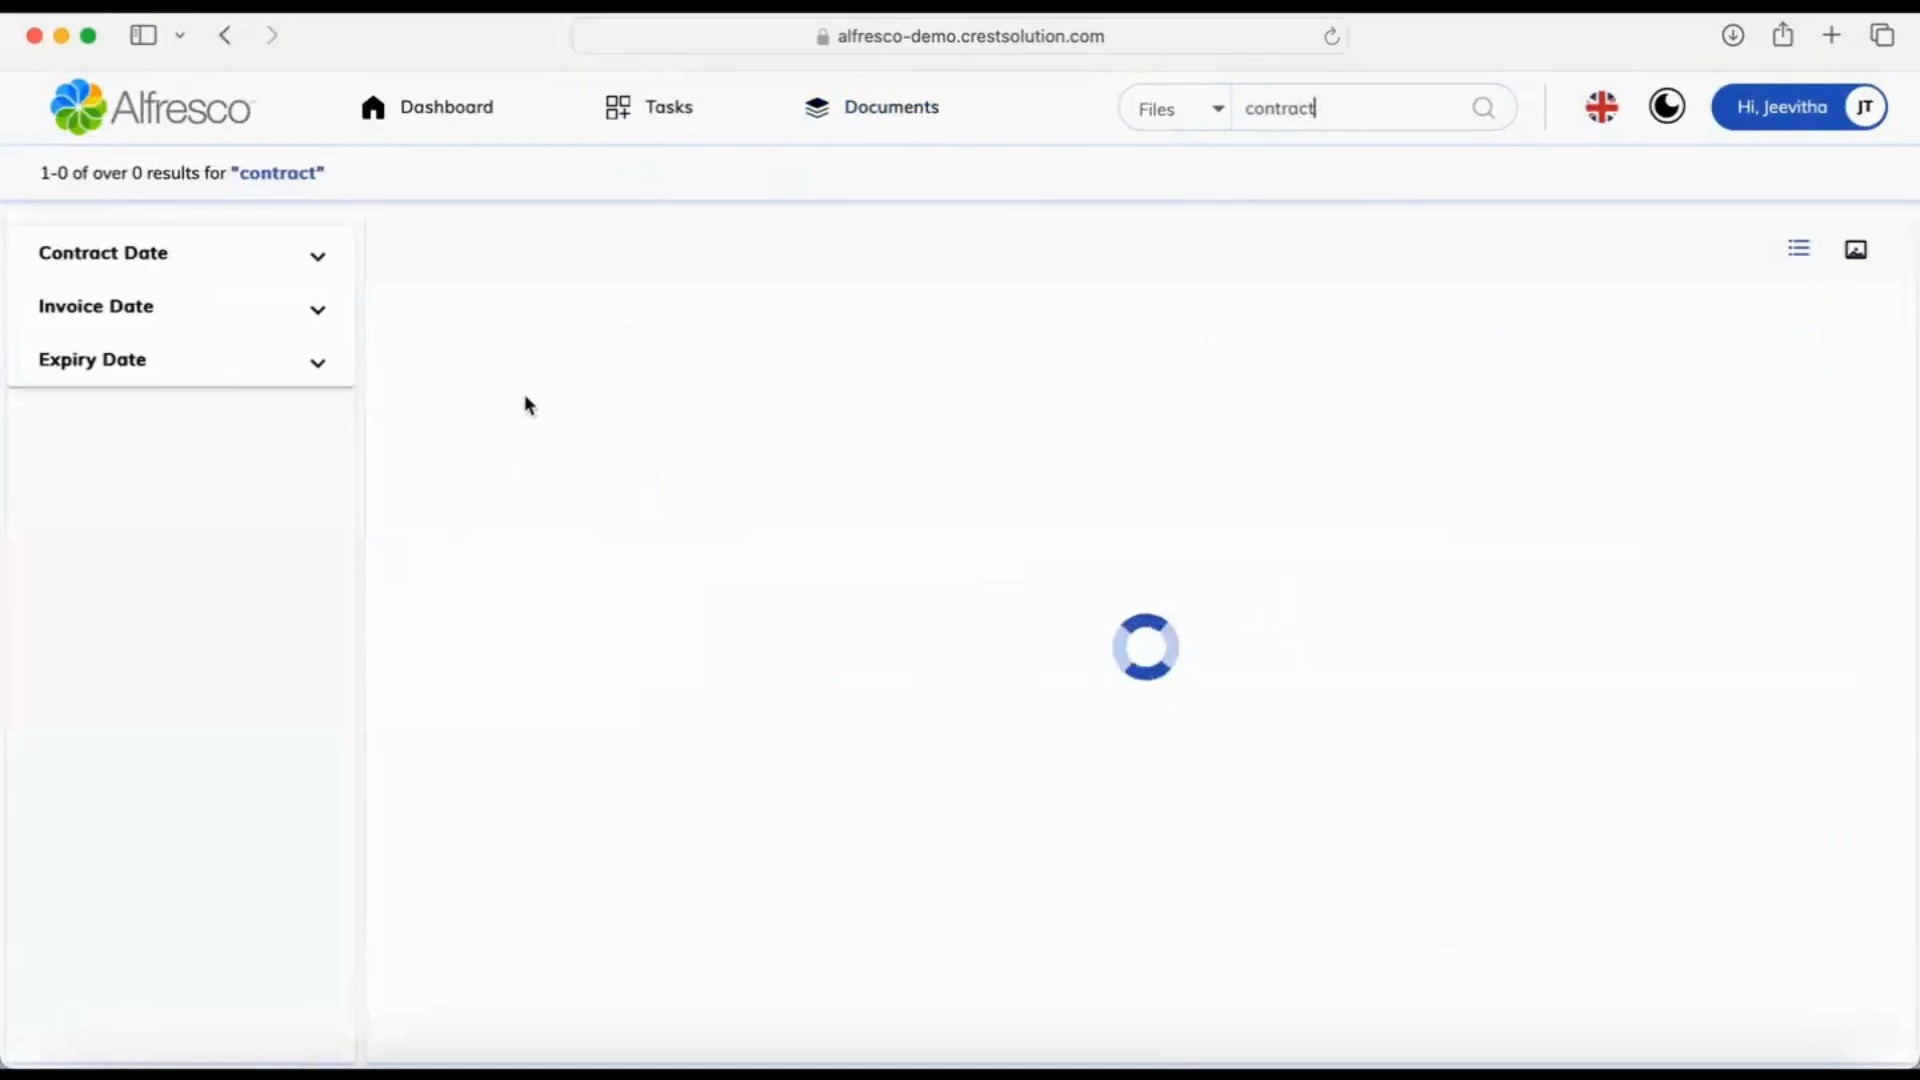 alfresco-demo.crestsolution.com
Alfresco
Dashboard
Tasks
Documents
Files
contract
Hi, Jeevitha
JT
1-0 of over 0 results for "contract"
Contract Date
Invoice Date
Expiry Date